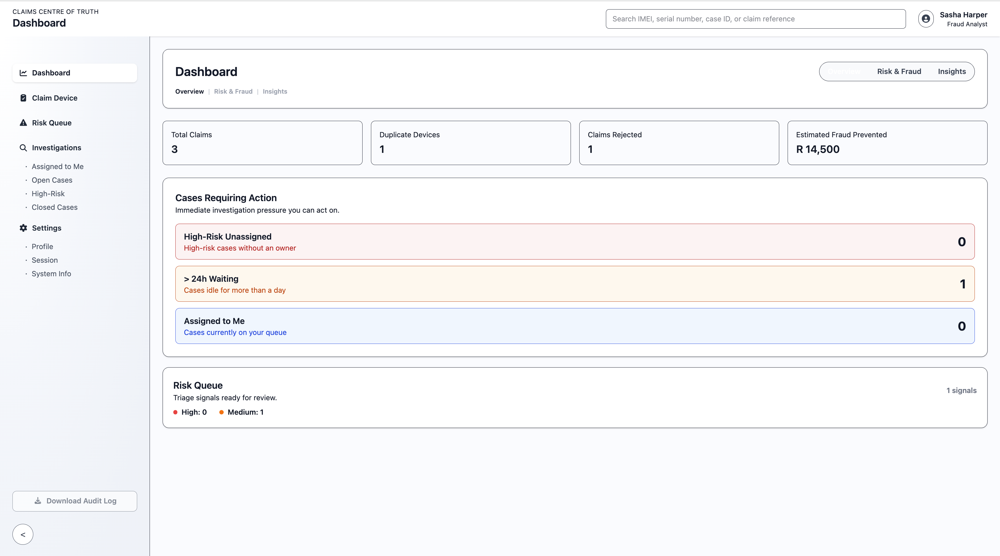 CLAIMS CENTRE OF TRUTH
Dashboard
Search IMEI, serial number, case ID, or claim reference
Sasha Harper
Fraud Analyst
Dashboard
Claim Device
Risk Queue
Investigations
· Assigned to Me
· Open Cases
· High-Risk
· Closed Cases
Settings
· Profile
· Session
· System Info
Download Audit Log
<
Dashboard
Overview | Risk & Fraud | Insights
Overview Risk & Fraud Insights
Total Claims
3
Duplicate Devices
1
Claims Rejected
1
Estimated Fraud Prevented
R 14,500
Cases Requiring Action
Immediate investigation pressure you can act on.
High-Risk Unassigned
High-risk cases without an owner
0
> 24h Waiting
Cases idle for more than a day
1
Assigned to Me
Cases currently on your queue
0
Risk Queue
Triage signals ready for review.
High: 0 Medium: 1
1 signals